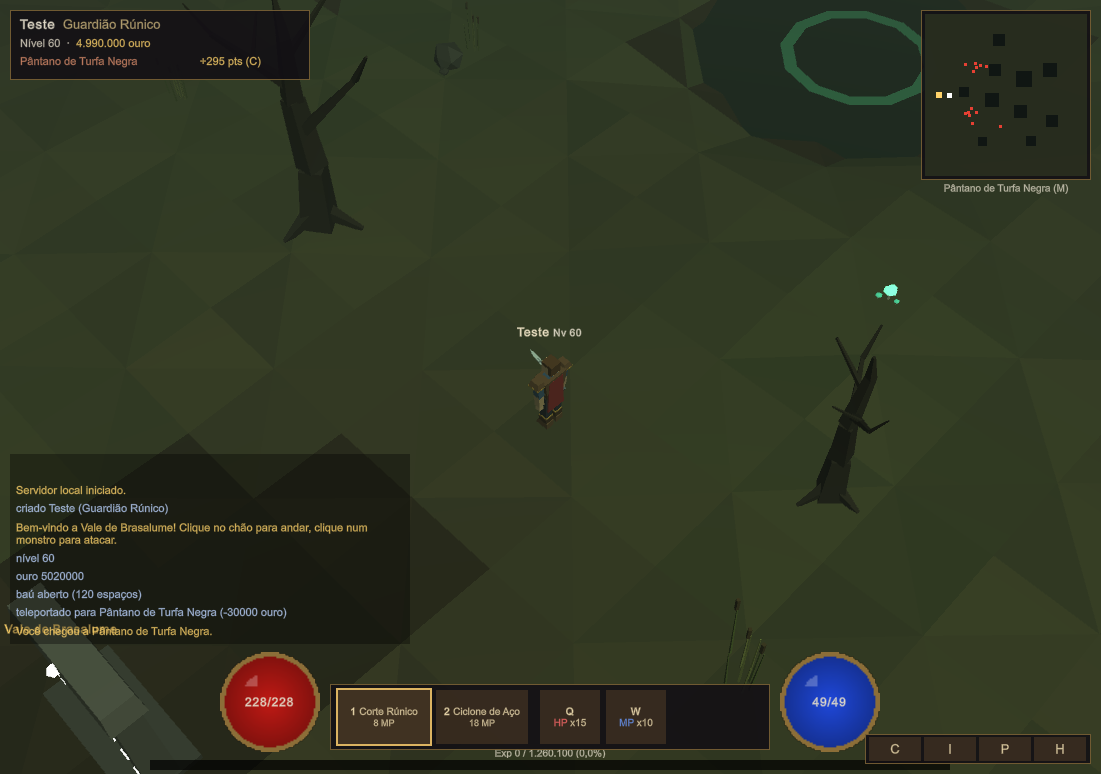 Teste Guardião Rúnico
Nível 60 · 4.990.000 ouro
Pântano de Turfa Negra +295 pts (C)
Pântano de Turfa Negra (M)
Teste Nv 60
Servidor local iniciado.
criado Teste (Guardião Rúnico)
Bem-vindo a Vale de Brasalume! Clique no chão para andar, clique num
monstro para atacar.
nível 60
ouro 5020000
baú aberto (120 espaços)
teleportado para Pântano de Turfa Negra (-30000 ouro)
Vale de Brasalume
Você chegou a Pântano de Turfa Negra.
228/228
1 Corte Rúnico
8 MP
2 Ciclone de Aço
18 MP
Q
HP x15
W
MP x10
49/49
Exp 0 / 1.260.100 (0,0%)
C I P H